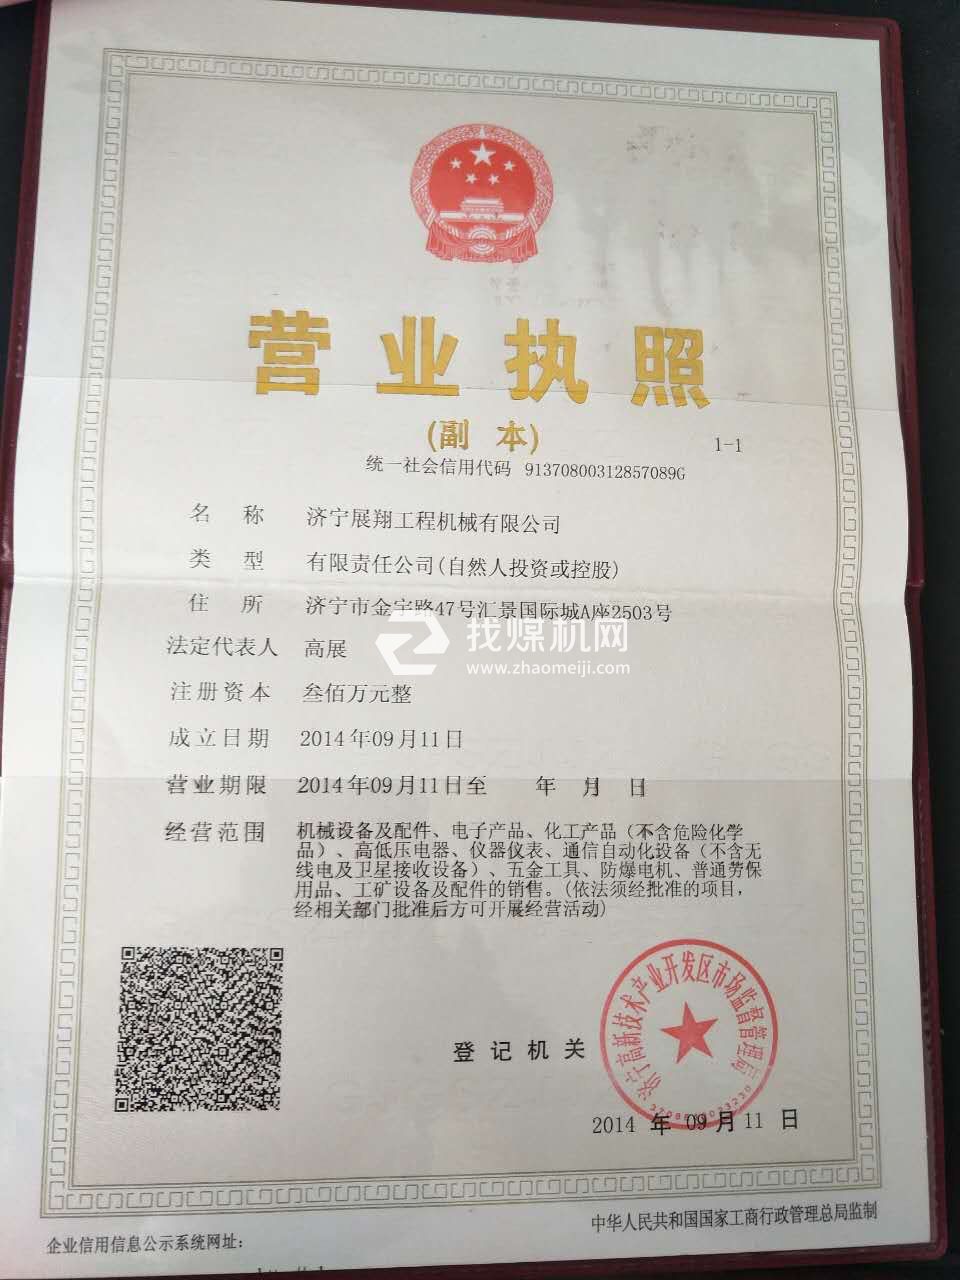 营业执照
(副本)
1-1
统一社会信用代码 91370800312857089G
名称 济宁展翔工程机械有限公司
类型 有限责任公司(自然人投资或控股)
住所 济宁市金宇路47号汇景国际城A座2503号
法定代表人 高展
注册资本 叁佰万元整
成立日期 2014年09月11日
营业期限 2014年09月11日至 年 月 日
经营范围 机械设备及配件、电子产品、化工产品（不含危险化学
品）、高低压电器、仪器仪表、通信自动化设备（不含无
线电及卫星接收设备）、五金工具、防爆电机、普通劳保
用品、工矿设备及配件的销售。(依法须经批准的项目，
经相关部门批准后方可开展经营活动)
找煤机网
www.zhaomeiji.com
济宁高新技术产业开发区市场监督管理局
登记机关
2014 年 09 月 11 日
企业信用信息公示系统网址：
中华人民共和国国家工商行政管理总局监制